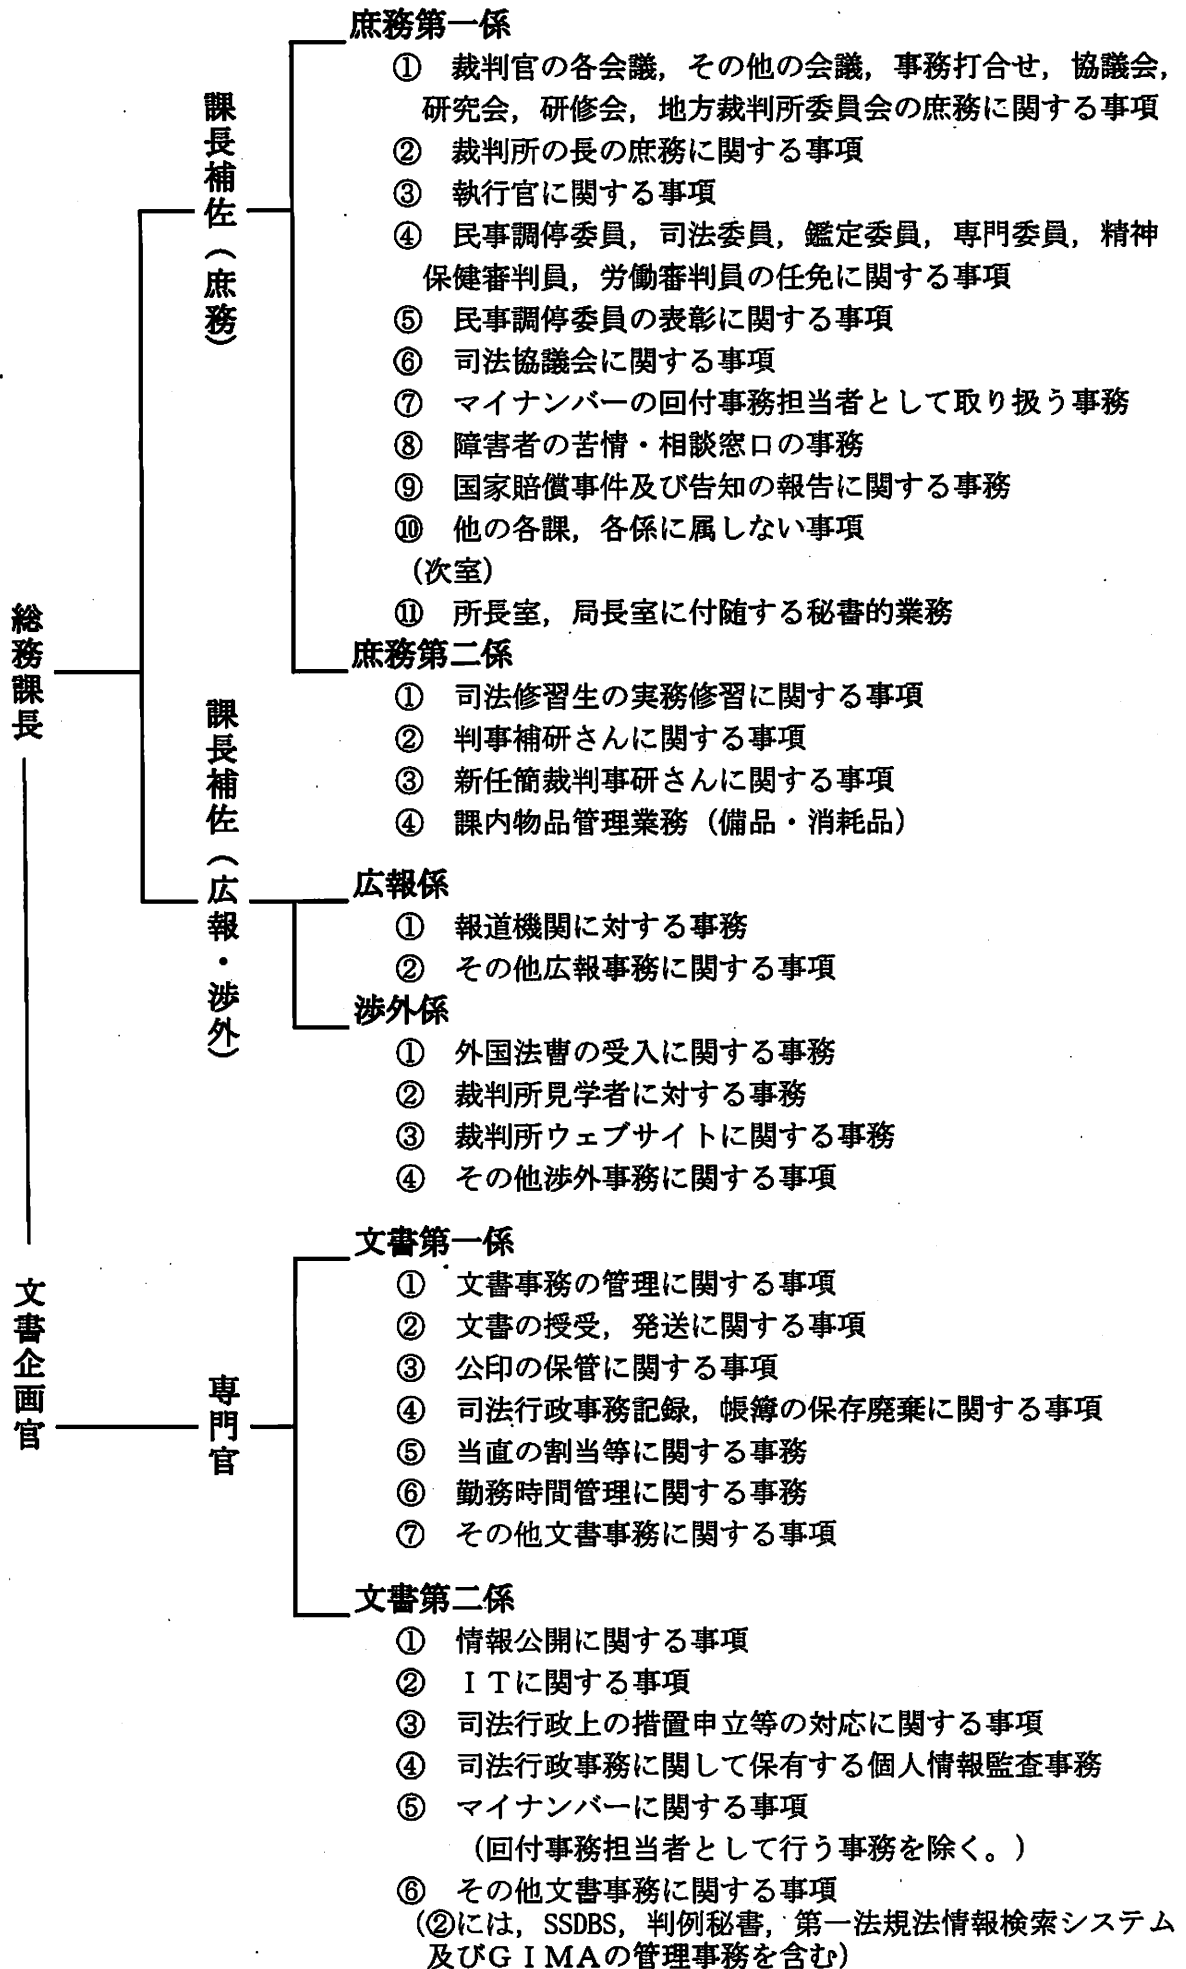 総務課長
課長補佐（庶務）
庶務第一係
① 裁判官の各会議，その他の会議，事務打合せ，協議会，
研究会，研修会，地方裁判所委員会の庶務に関する事項
② 裁判所の長の庶務に関する事項
③ 執行官に関する事項
④ 民事調停委員，司法委員，鑑定委員，専門委員，精神
保健審判員，労働審判員の任免に関する事項
⑤ 民事調停委員の表彰に関する事項
⑥ 司法協議会に関する事項
⑦ マイナンバーの回付事務担当者として取り扱う事務
⑧ 障害者の苦情・相談窓口の事務
⑨ 国家賠償事件及び告知の報告に関する事務
⑩ 他の各課，各係に属しない事項
（次室）
⑪ 所長室，局長室に付随する秘書的業務
庶務第二係
① 司法修習生の実務修習に関する事項
② 判事補研さんに関する事項
③ 新任簡裁判事研さんに関する事項
④ 課内物品管理業務（備品・消耗品）
課長補佐（広報・渉外）
広報係
① 報道機関に対する事務
② その他広報事務に関する事項
渉外係
① 外国法曹の受入に関する事務
② 裁判所見学者に対する事務
③ 裁判所ウェブサイトに関する事務
④ その他渉外事務に関する事項
文書企画官
専門官
文書第一係
① 文書事務の管理に関する事項
② 文書の授受，発送に関する事項
③ 公印の保管に関する事項
④ 司法行政事務記録，帳簿の保存廃棄に関する事項
⑤ 当直の割当等に関する事務
⑥ 勤務時間管理に関する事務
⑦ その他文書事務に関する事項
文書第二係
① 情報公開に関する事項
② ＩＴに関する事項
③ 司法行政上の措置申立等の対応に関する事項
④ 司法行政事務に関して保有する個人情報監査事務
⑤ マイナンバーに関する事項
（回付事務担当者として行う事務を除く。）
⑥ その他文書事務に関する事項
（②には，SSDBS，判例秘書，第一法規法情報検索システム
及びＧＩＭＡの管理事務を含む）